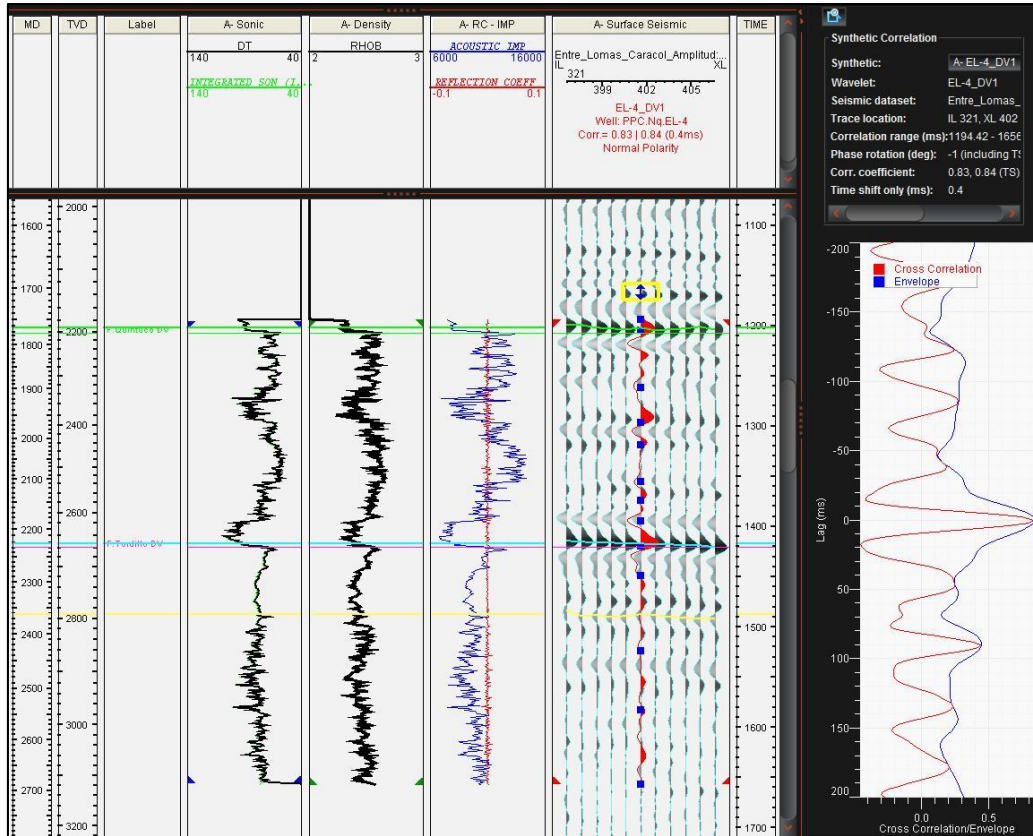 MD
TVD
Label
A- Sonic
A- Density
A- RC - IMP
A- Surface Seismic
TIME
DT
140 40
INTEGRATED SON (I...
140 40
RHOB
2 3
ACOUSTIC IMP
6000 16000
REFLECTION COEFF
-0.1 0.1
Entre_Lomas_Caracol_Amplitud:...
IL XL
321
399 402 405
EL-4_DV1
Well: PPC.Nq.EL-4
Corr.= 0.83 | 0.84 (0.4ms)
Normal Polarity
Synthetic Correlation
Synthetic: A- EL-4_DV1
Wavelet: EL-4_DV1
Seismic dataset: Entre_Lomas_
Trace location: IL 321, XL 402
Correlation range (ms): 1194.42 - 1656
Phase rotation (deg): -1 (including TS
Corr. coefficient: 0.83, 0.84 (TS)
Time shift only (ms): 0.4
1600
1700
1800
1900
2000
2100
2200
2300
2400
2500
2600
2700
2000
2200
2400
2600
2800
3000
3200
F.Quintuco DV
F.Tordillo DV
1100
1200
1300
1400
1500
1600
1700
Cross Correlation
Envelope
-200
-150
-100
-50
0
50
100
150
200
Lag (ms)
0.0 0.5
Cross Correlation/Envelope